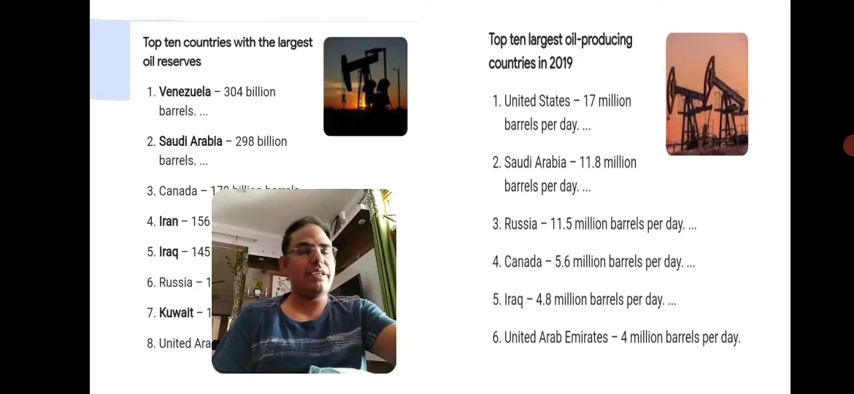 Top ten countries with the largest
oil reserves
1. Venezuela – 304 billion
barrels. ...
2. Saudi Arabia – 298 billion
barrels. ...
3. Canada –
4. Iran – 156
5. Iraq – 145
6. Russia – 1
7. Kuwait – 1
8. United Ara
Top ten largest oil-producing
countries in 2019
1. United States – 17 million
barrels per day. ...
2. Saudi Arabia – 11.8 million
barrels per day. ...
3. Russia – 11.5 million barrels per day. ...
4. Canada – 5.6 million barrels per day. ...
5. Iraq – 4.8 million barrels per day. ...
6. United Arab Emirates – 4 million barrels per day.